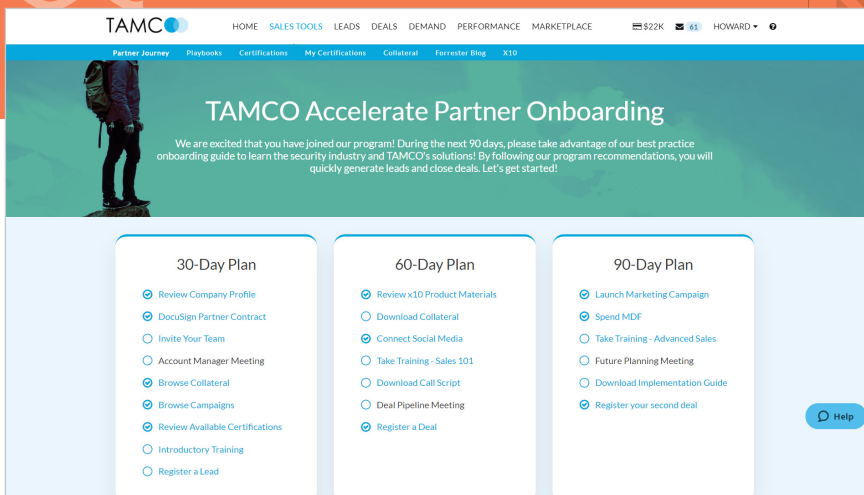 TAMCO
HOME SALES TOOLS LEADS DEALS DEMAND PERFORMANCE MARKETPLACE $22K 61 HOWARD
Partner Journey Playbooks Certifications My Certifications Collateral Forrester Blog X10
TAMCO Accelerate Partner Onboarding
We are excited that you have joined our program! During the next 90 days, please take advantage of our best practice
onboarding guide to learn the security industry and TAMCO's solutions! By following our program recommendations, you will
quickly generate leads and close deals. Let's get started!
30-Day Plan
Review Company Profile
DocuSign Partner Contract
Invite Your Team
Account Manager Meeting
Browse Collateral
Browse Campaigns
Review Available Certifications
Introductory Training
Register a Lead
60-Day Plan
Review x10 Product Materials
Download Collateral
Connect Social Media
Take Training - Sales 101
Download Call Script
Deal Pipeline Meeting
Register a Deal
90-Day Plan
Launch Marketing Campaign
Spend MDF
Take Training - Advanced Sales
Future Planning Meeting
Download Implementation Guide
Register your second deal
Help